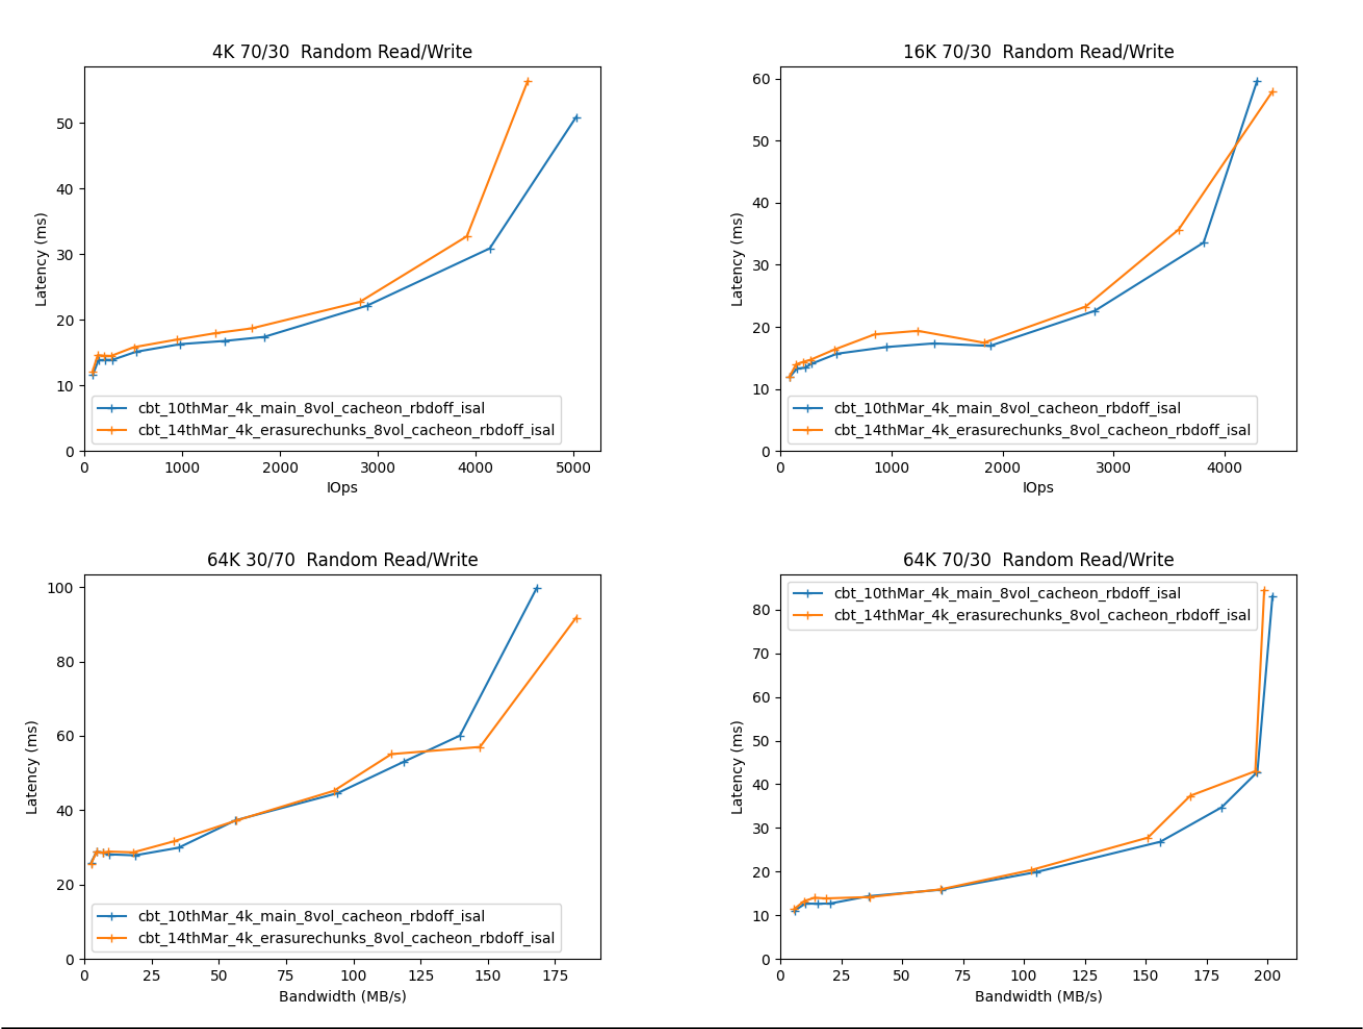 4K 70/30  Random Read/Write
Latency (ms)
50
40
30
20
10
0
cbt_10thMar_4k_main_8vol_cacheon_rbdoff_isal
cbt_14thMar_4k_erasurechunks_8vol_cacheon_rbdoff_isal
0 1000 2000 3000 4000 5000
IOps
16K 70/30  Random Read/Write
Latency (ms)
60
50
40
30
20
10
0
cbt_10thMar_4k_main_8vol_cacheon_rbdoff_isal
cbt_14thMar_4k_erasurechunks_8vol_cacheon_rbdoff_isal
0 1000 2000 3000 4000
IOps
64K 30/70  Random Read/Write
Latency (ms)
100
80
60
40
20
0
cbt_10thMar_4k_main_8vol_cacheon_rbdoff_isal
cbt_14thMar_4k_erasurechunks_8vol_cacheon_rbdoff_isal
0 25 50 75 100 125 150 175
Bandwidth (MB/s)
64K 70/30  Random Read/Write
cbt_10thMar_4k_main_8vol_cacheon_rbdoff_isal
cbt_14thMar_4k_erasurechunks_8vol_cacheon_rbdoff_isal
Latency (ms)
80
70
60
50
40
30
20
10
0
0 25 50 75 100 125 150 175 200
Bandwidth (MB/s)